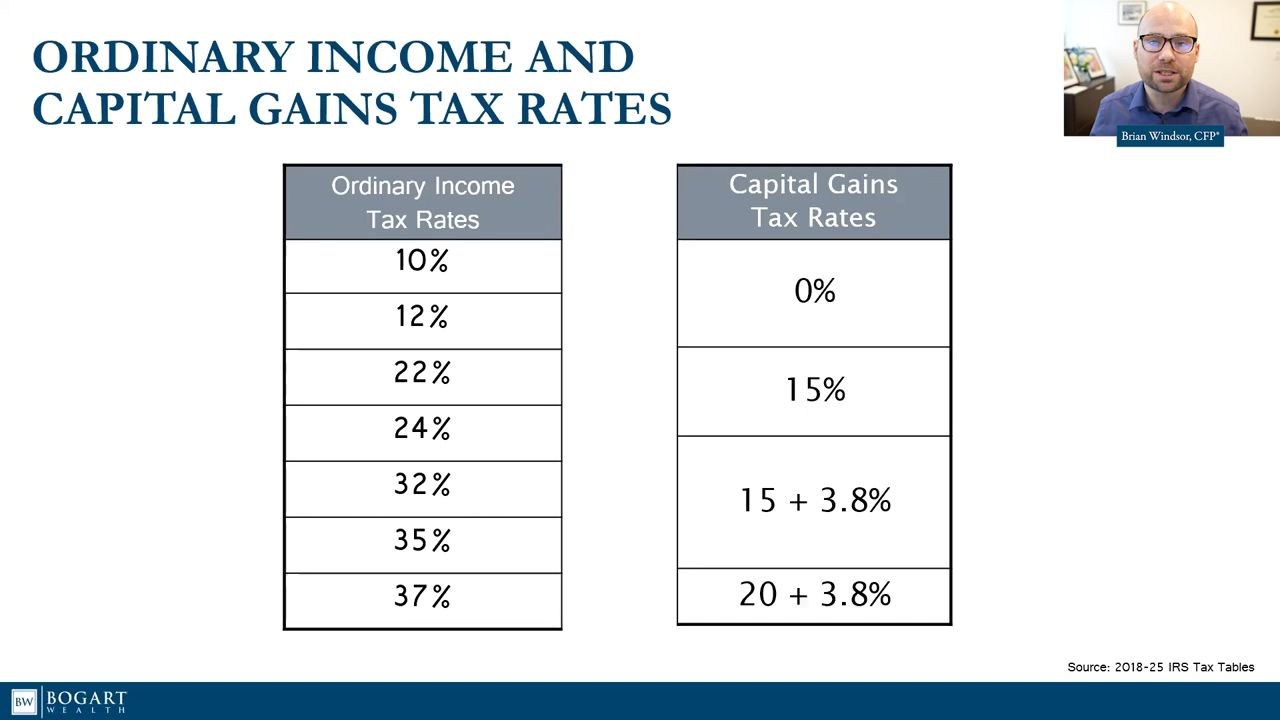 ORDINARY INCOME AND
CAPITAL GAINS TAX RATES
Brian Windsor, CFP®
Ordinary Income
Tax Rates
10%
12%
22%
24%
32%
35%
37%
Capital Gains
Tax Rates
0%
15%
15 + 3.8%
20 + 3.8%
Source: 2018-25 IRS Tax Tables
BW
BOGART
WEALTH